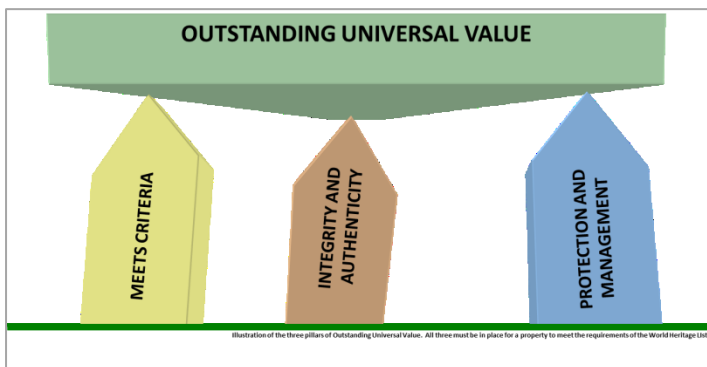 OUTSTANDING UNIVERSAL VALUE
MEETS CRITERIA
INTEGRITY AND
AUTHENTICITY
PROTECTION AND
MANAGEMENT
Illustration of the three pillars of Outstanding Universal Value. All three must be in place for a property to meet the requirements of the World Heritage List